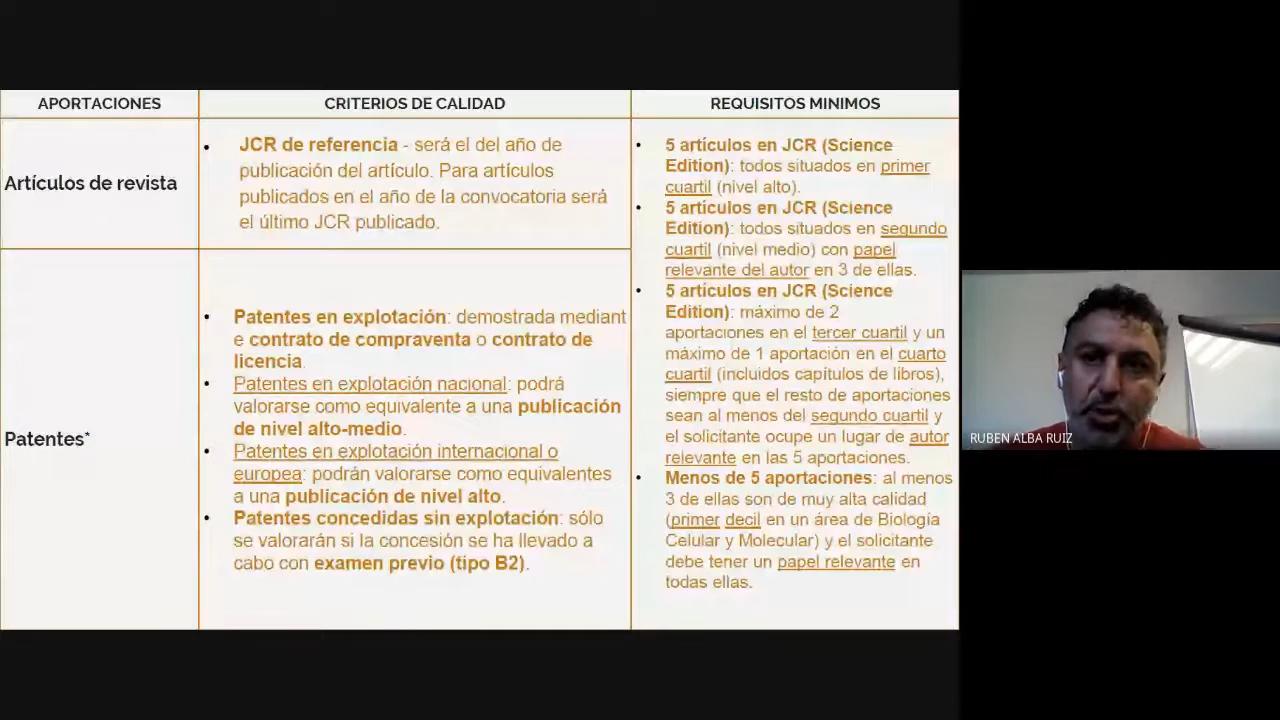 APORTACIONES
CRITERIOS DE CALIDAD
REQUISITOS MINIMOS
Artículos de revista
• JCR de referencia - será el del año de
publicación del artículo. Para artículos
publicados en el año de la convocatoria será
el último JCR publicado.
Patentes*
• Patentes en explotación: demostrada mediant
e contrato de compraventa o contrato de
licencia.
• Patentes en explotación nacional: podrá
valorarse como equivalente a una publicación
de nivel alto-medio.
• Patentes en explotación internacional o
europea: podrán valorarse como equivalentes
a una publicación de nivel alto.
• Patentes concedidas sin explotación: sólo
se valorarán si la concesión se ha llevado a
cabo con examen previo (tipo B2).
• 5 artículos en JCR (Science
Edition): todos situados en primer
cuartil (nivel alto).
• 5 artículos en JCR (Science
Edition): todos situados en segundo
cuartil (nivel medio) con papel
relevante del autor en 3 de ellas.
• 5 artículos en JCR (Science
Edition): máximo de 2
aportaciones en el tercer cuartil y un
máximo de 1 aportación en el cuarto
cuartil (incluidos capítulos de libros),
siempre que el resto de aportaciones
sean al menos del segundo cuartil y
el solicitante ocupe un lugar de autor
relevante en las 5 aportaciones.
• Menos de 5 aportaciones: al menos
3 de ellas son de muy alta calidad
(primer decil en un área de Biología
Celular y Molecular) y el solicitante
debe tener un papel relevante en
todas ellas.
RUBEN ALBA RUIZ